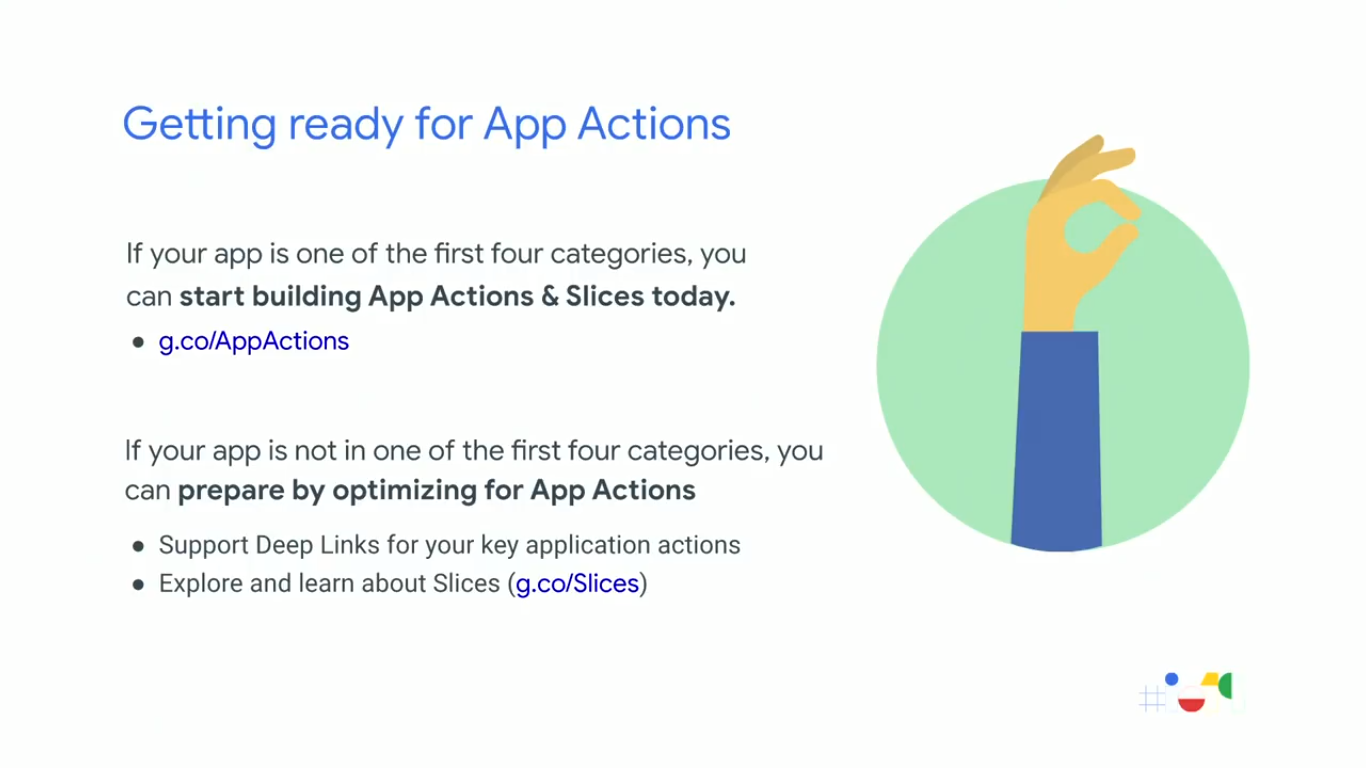 Getting ready for App Actions
If your app is one of the first four categories, you
can start building App Actions & Slices today.
● g.co/AppActions
If your app is not in one of the first four categories, you
can prepare by optimizing for App Actions
● Support Deep Links for your key application actions
● Explore and learn about Slices (g.co/Slices)